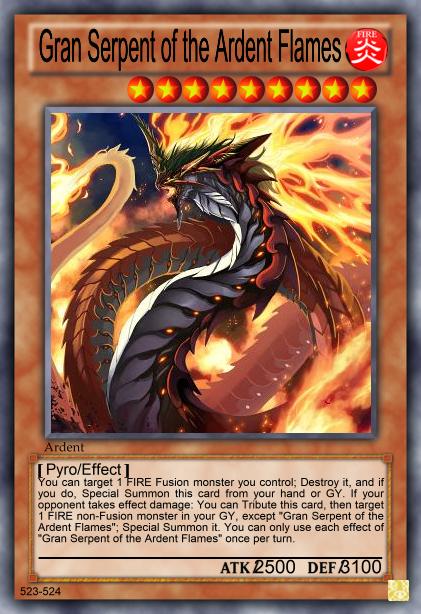 Gran Serpent of the Ardent Flames
FIRE
炎
Ardent
[ Pyro/Effect ]
You can target 1 FIRE Fusion monster you control; Destroy it, and if
you do, Special Summon this card from your hand or GY. If your
opponent takes effect damage: You can Tribute this card, then target
1 FIRE non-Fusion monster in your GY, except "Gran Serpent of the
Ardent Flames"; Special Summon it. You can only use each effect of
"Gran Serpent of the Ardent Flames" once per turn.
ATK 2500 DEF 3100
523-524